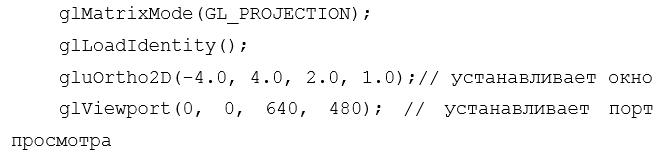 glMatrixMode(GL_PROJECTION);
glLoadIdentity();
gluOrtho2D(-4.0, 4.0, 2.0, 1.0);// устанавливает окно
glViewport(0, 0, 640, 480); // устанавливает порт
просмотра